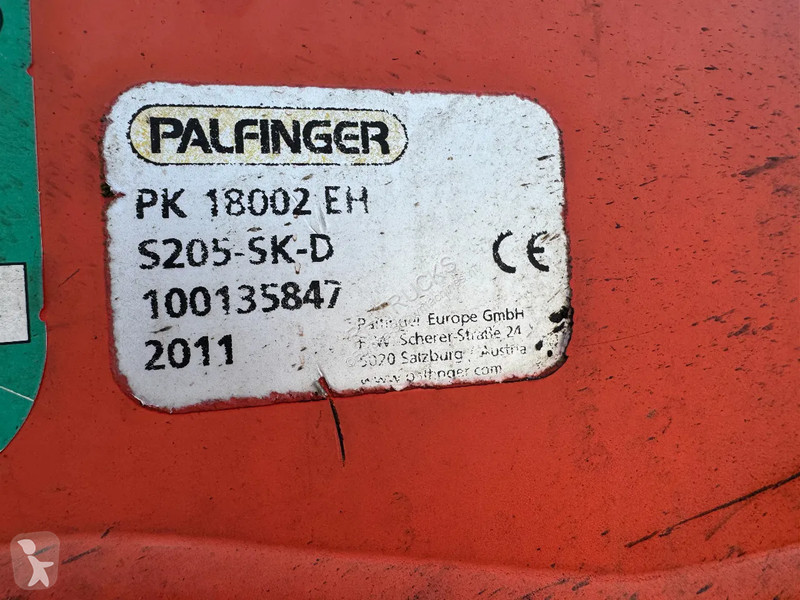 PALFINGER
PK 18002 EH
S205-SK-D
CE
100135847
2011
TRUCKS
Palfinger Europe GmbH
F.W. Scherer-Straße 24
5020 Salzburg / Austria
www.palfinger.com